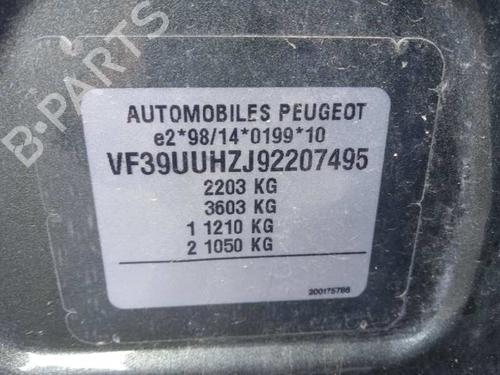 B-PARTS
AUTOMOBILES PEUGEOT
e2*98/14*0199*10
VF39UUHZJ92207495
2203 KG
3603 KG
1 1210 KG
2 1050 KG
200175786